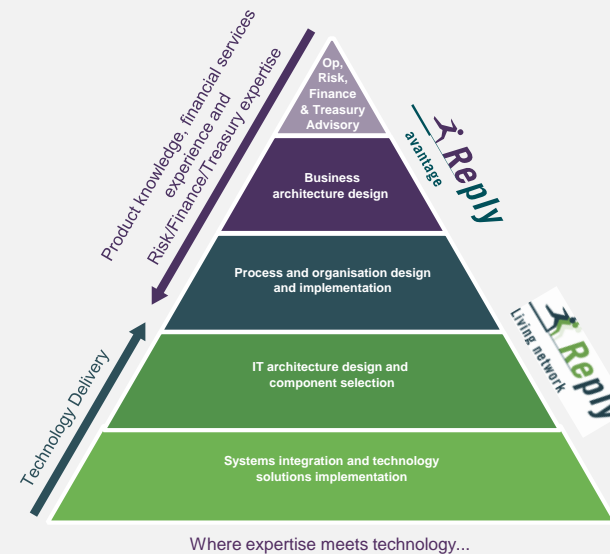 Product knowledge, financial services
experience and
Risk/Finance/Treasury expertise
Technology Delivery
Op,
Risk,
Finance
& Treasury
Advisory
Business
architecture design
Process and organisation design
and implementation
IT architecture design and
component selection
Systems integration and technology
solutions implementation
Reply
avantage
Reply
Living network
Where expertise meets technology...